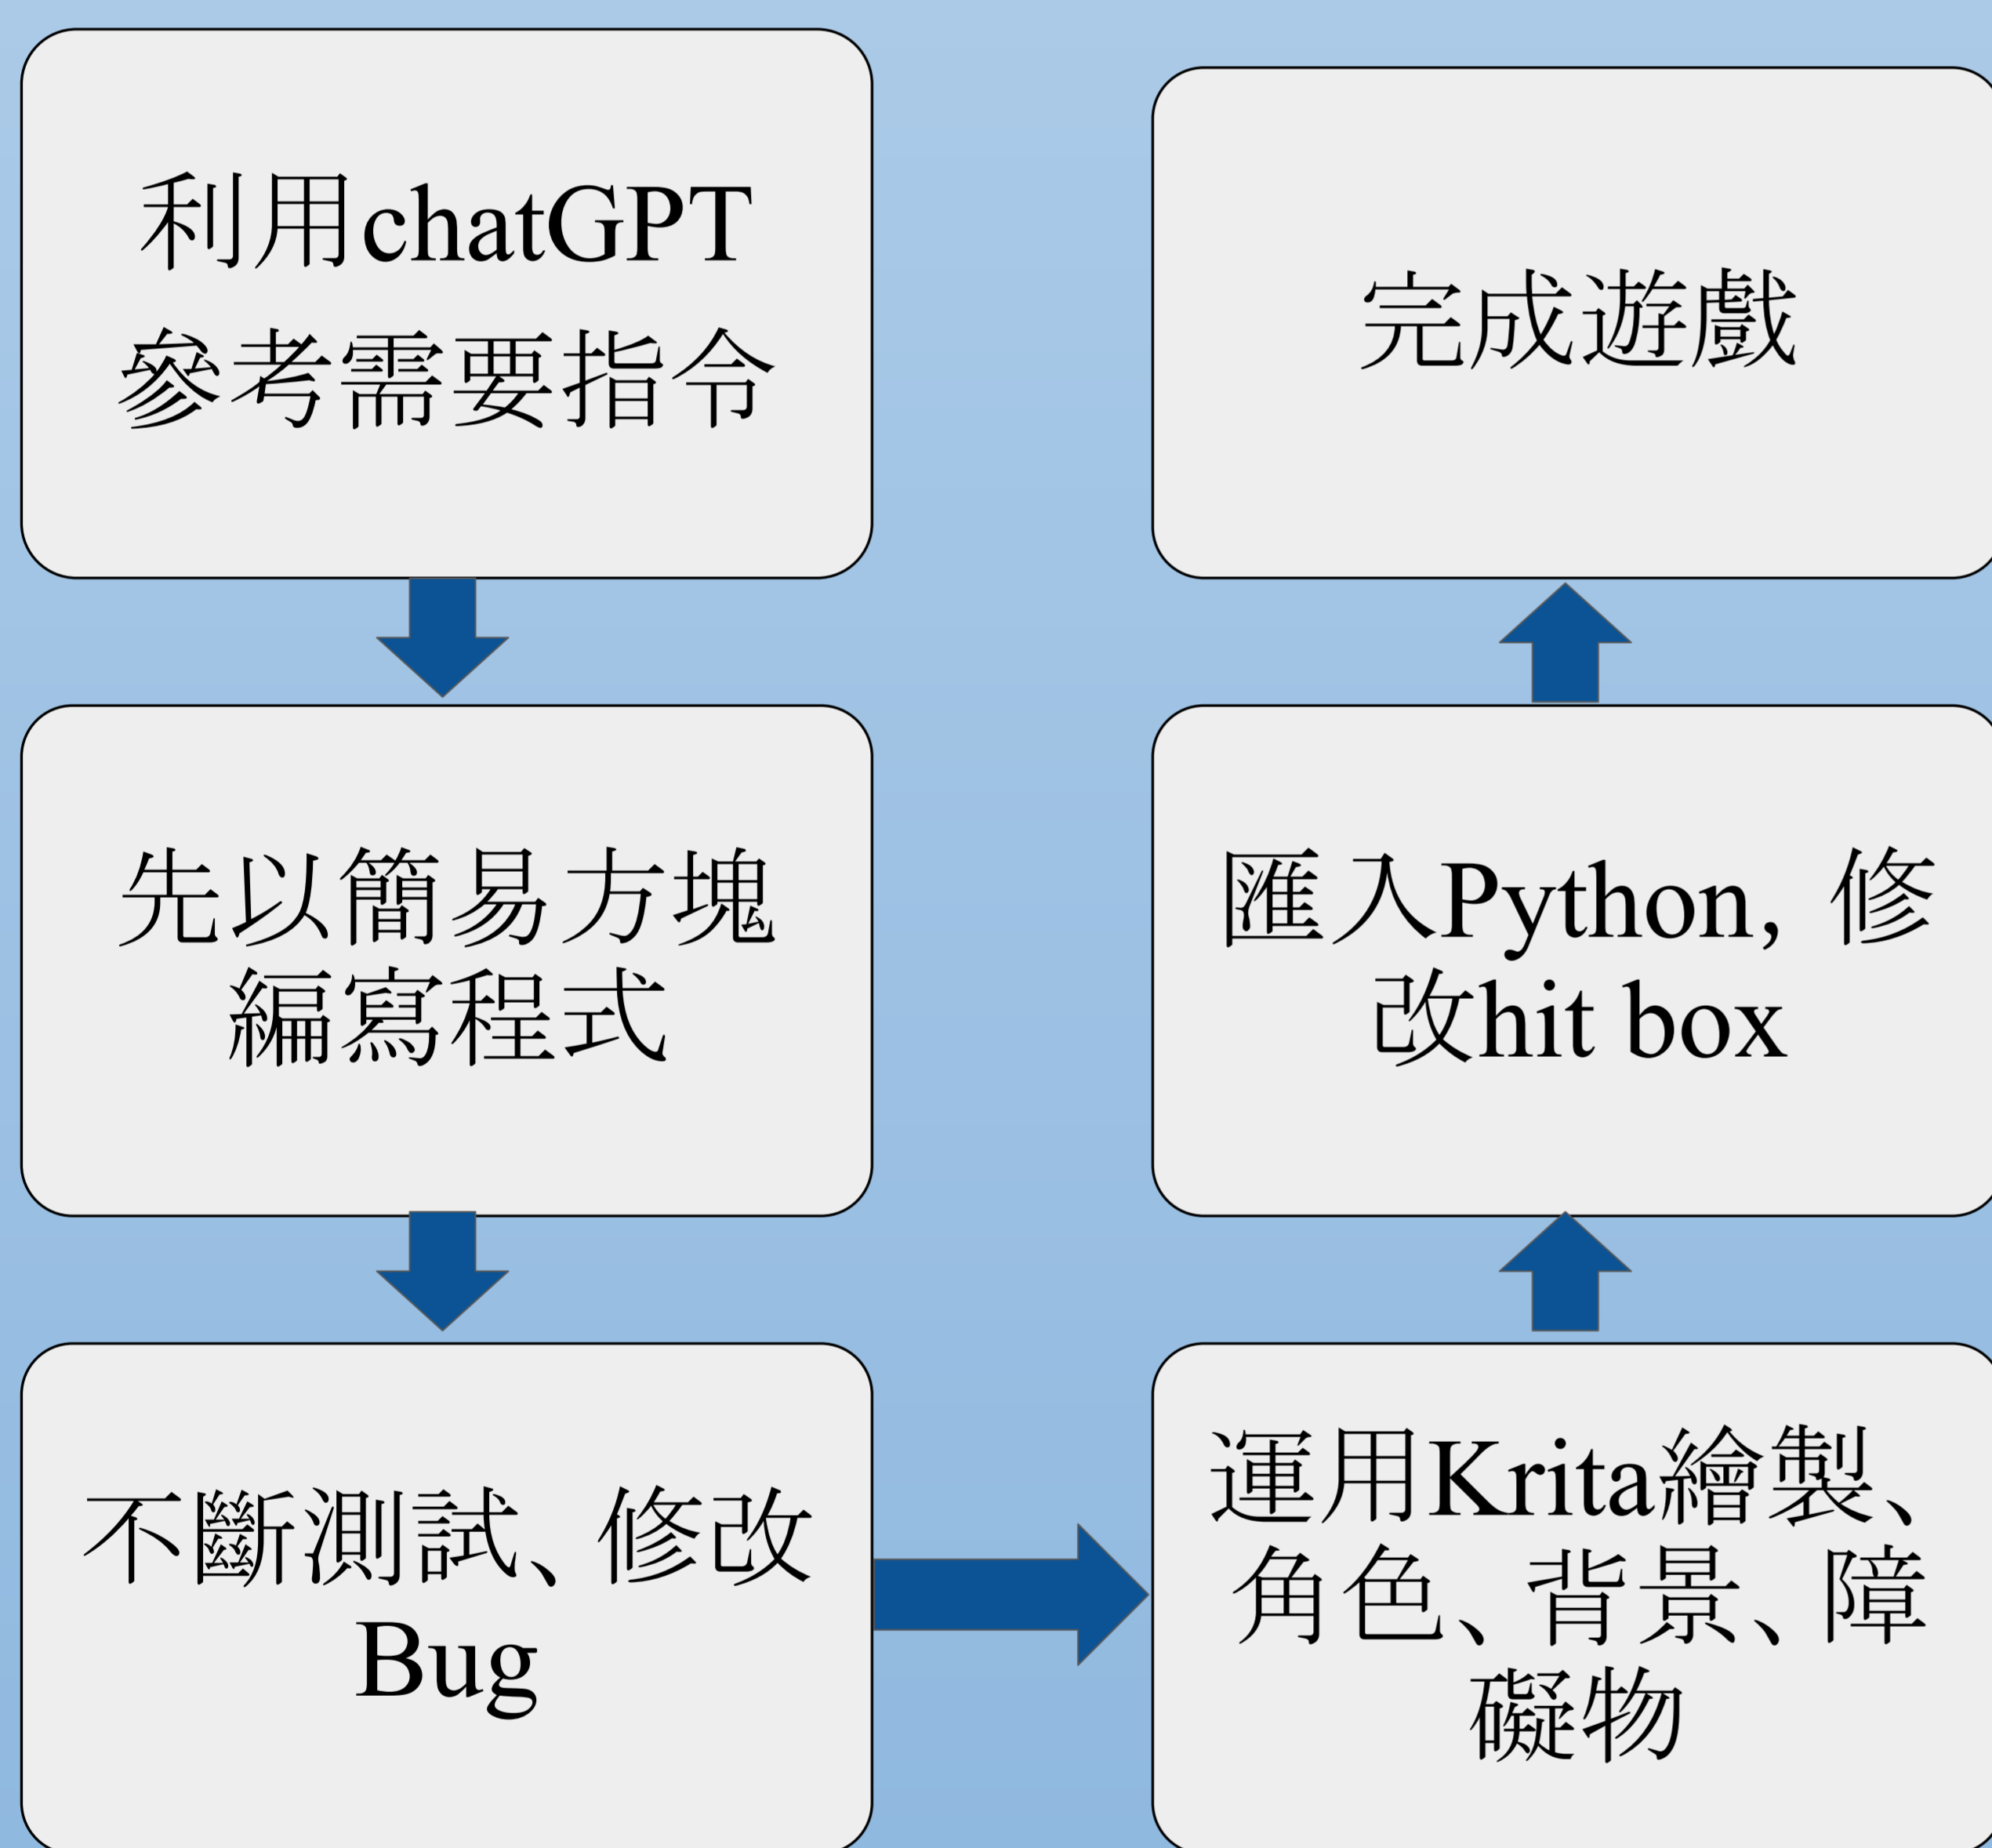 利用chatGPT
參考需要指令
先以簡易方塊
編寫程式
不斷測試、修改
Bug
運用Krita繪製、
角色、背景、障
礙物
匯入Python, 修
改hit box
完成遊戲